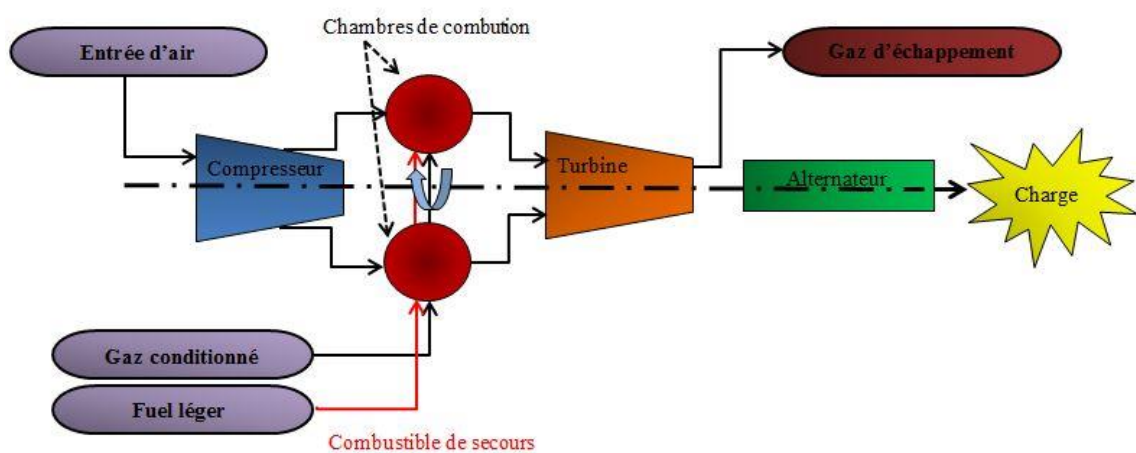 Chambres de combution
Entrée d'air
Gaz d'échappement
Compresseur
Turbine
Alternateur
Charge
Gaz conditionné
Fuel léger
Combustible de secours